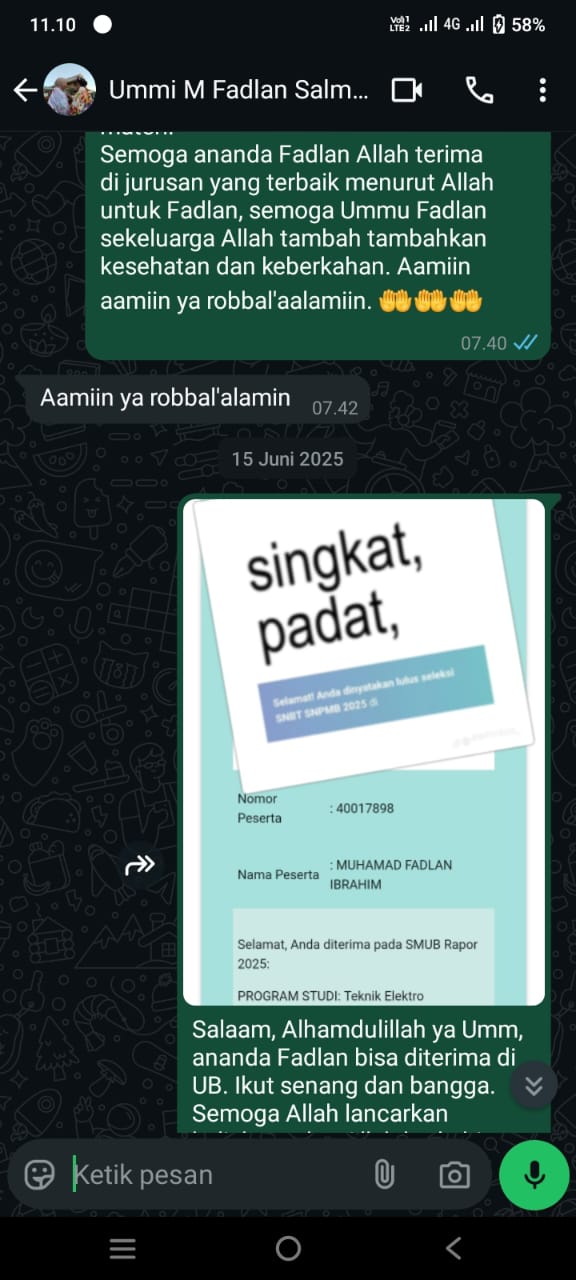 11.10
Vo))1
LTE2
4G
58%
Ummi M Fadlan Salm...
Semoga ananda Fadlan Allah terima
di jurusan yang terbaik menurut Allah
untuk Fadlan, semoga Ummu Fadlan
sekeluarga Allah tambah tambahkan
kesehatan dan keberkahan. Aamiin
aamiin ya robbal'aalamiin. 🤲🤲🤲
07.40
Aamiin ya robbal'alamin
07.42
15 Juni 2025
singkat,
padat,
Selamat! Anda dinyatakan lulus seleksi
SNBT SNPMB 2025 di
Nomor
Peserta
: 40017898
Nama Peserta
: MUHAMAD FADLAN
IBRAHIM
Selamat, Anda diterima pada SMUB Rapor
2025:
PROGRAM STUDI: Teknik Elektro
Salaam, Alhamdulillah ya Umm,
ananda Fadlan bisa diterima di
UB. Ikut senang dan bangga.
Semoga Allah lancarkan
Ketik pesan